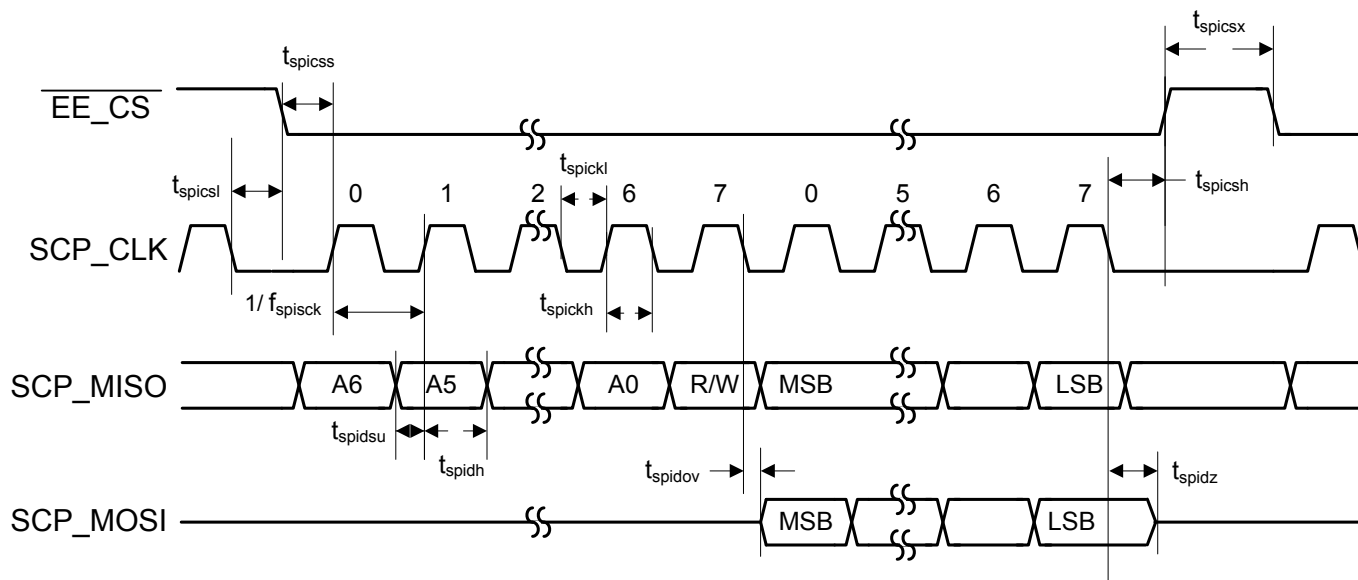 t_spicsx
t_spicss
EE_CS
t_spicsl
t_spickl
t_spicsh
0 1 2 6 7 0 5 6 7
SCP_CLK
1/ f_spisck
t_spickh
SCP_MISO A6 A5 A0 R/W MSB LSB
t_spidsu
t_spidh
t_spidov
t_spidz
SCP_MOSI MSB LSB